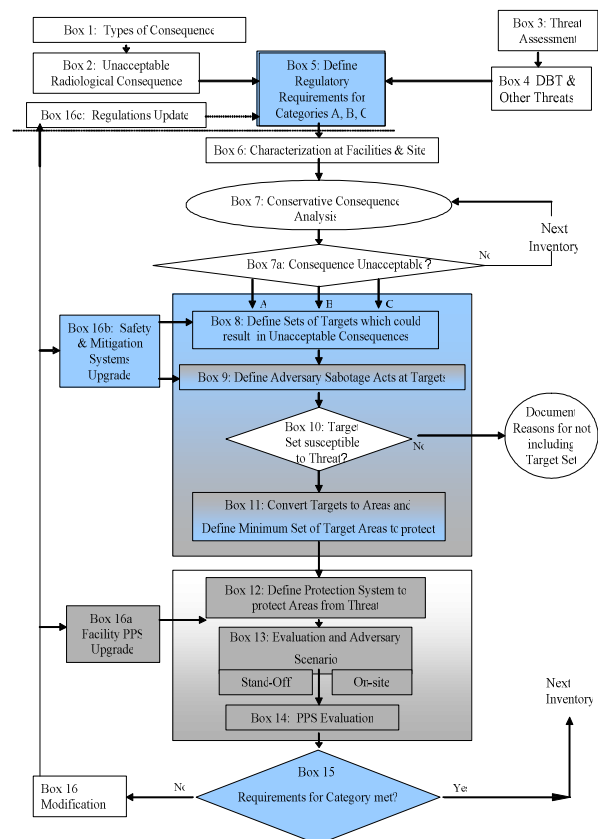 Box 1: Types of Consequence
Box 3: Threat
Assessment
Box 2: Unacceptable
Radiological Consequence
Box 5: Define
Regulatory
Requirements for
Categories A, B, C
Box 4 DBT &
Other Threats
Box 16c: Regulations Update
Box 6: Characterization at Facilities & Site
Box 7: Conservative Consequence
Analysis
Next
Inventory
No
Box 7a: Consequence Unacceptable?
A
B
C
Box 16b: Safety
& Mitigation
Systems
Upgrade
Box 8: Define Sets of Targets which could
result in Unacceptable Consequences
Box 9: Define Adversary Sabotage Acts at Targets
Box 10: Target
Set susceptible
to Threat?
No
Document
Reasons for not
including
Target Set
Box 11: Convert Targets to Areas and
Define Minimum Set of Target Areas to protect
Box 12: Define Protection System to
protect Areas from Threat
Box 16a
Facility PPS
Upgrade
Box 13: Evaluation and Adversary
Scenario
Stand-Off
On-site
Box 14: PPS Evaluation
Next
Inventory
Box 15
Requirements for Category met?
No
Yes
Box 16
Modification